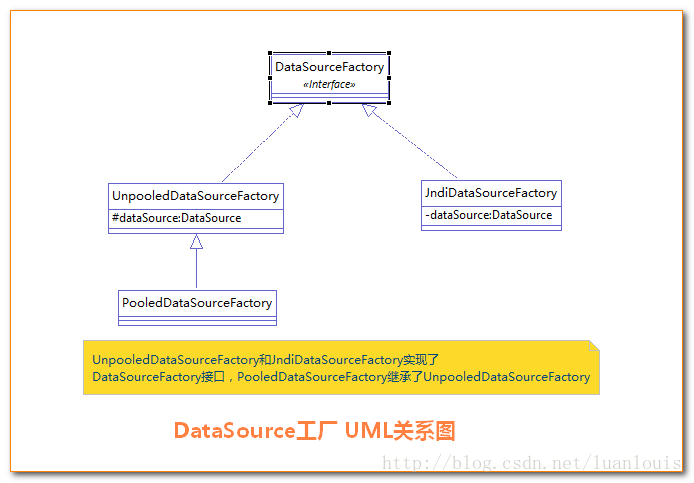 DataSourceFactory
«Interface»
UnpooledDataSourceFactory
#dataSource:DataSource
JndiDataSourceFactory
-dataSource:DataSource
PooledDataSourceFactory
UnpooledDataSourceFactory和JndiDataSourceFactory实现了
DataSourceFactory接口，PooledDataSourceFactory继承了UnpooledDataSourceFactory
DataSource工厂 UML关系图
http://blog.csdn.net/luanlouis